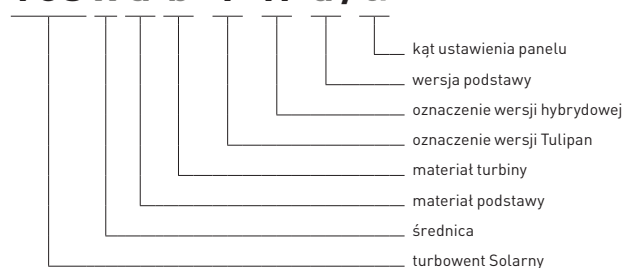 kąt ustawienia panelu
wersja podstawy
oznaczenie wersji hybrydowej
oznaczenie wersji Tulipan
materiał turbiny
materiał podstawy
średnica
turbowent Solarny